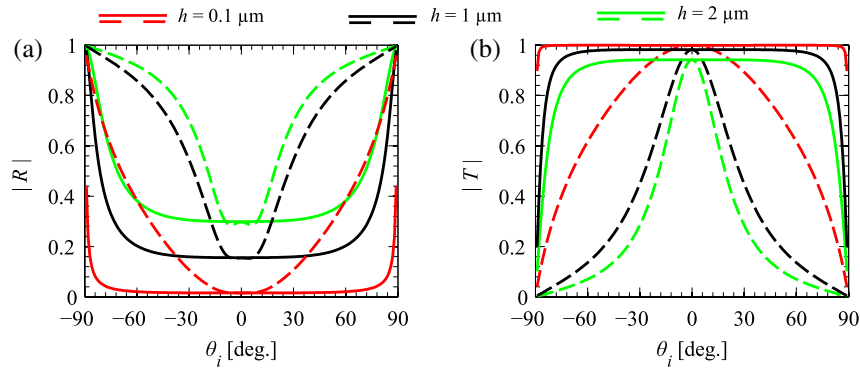 h = 0.1 µm h = 1 µm h = 2 µm
(a) (b)
1 1
0.8 0.8
0.6 0.6
0.4 0.4
0.2 0.2
0 0
| R | | T |
−90 −60 −30 0 30 60 90 −90 −60 −30 0 30 60 90
θi [deg.] θi [deg.]